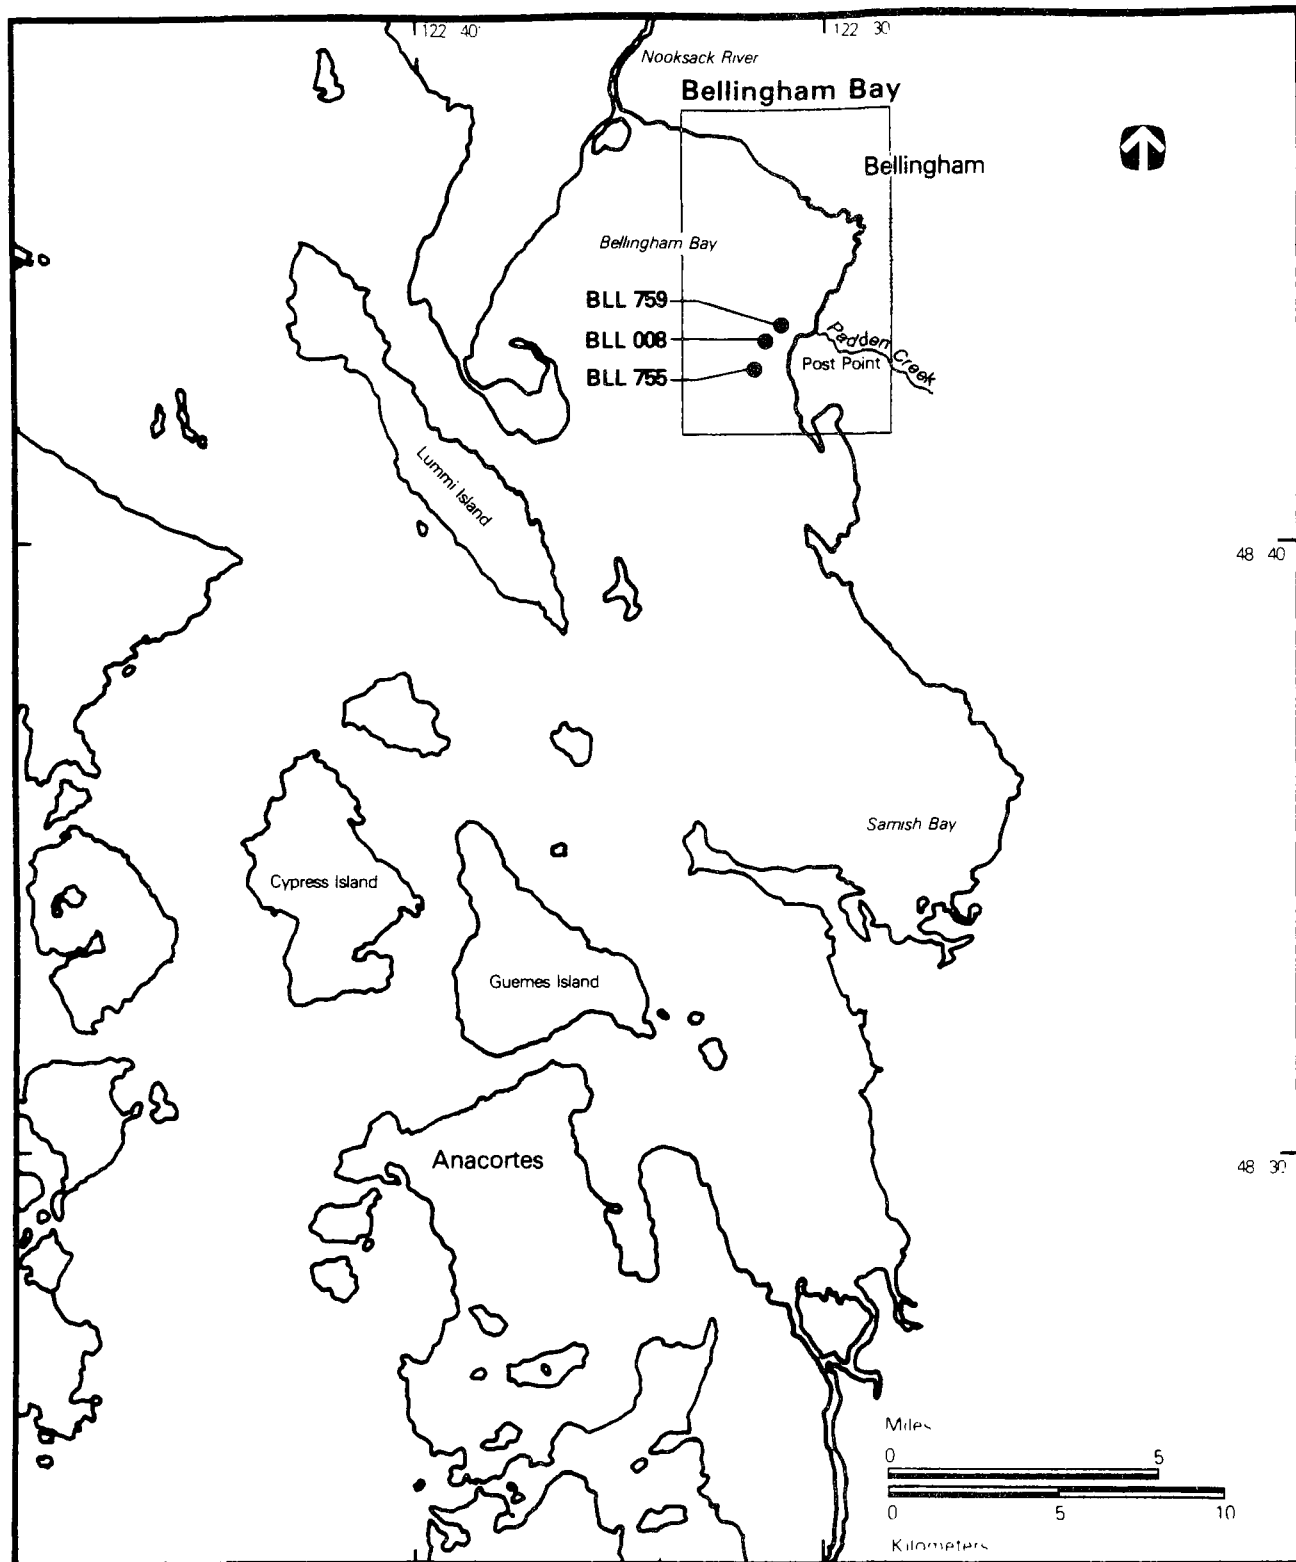 122 40'
122 30
Nooksack River
Bellingham Bay
Bellingham
Bellingham Bay
BLL 759
BLL 008
BLL 755
Padden Creek
Post Point
Lummi Island
48 40
Samish Bay
Cypress Island
Guemes Island
Anacortes
48 30
Miles
0 5
0 5 10
Kilometers